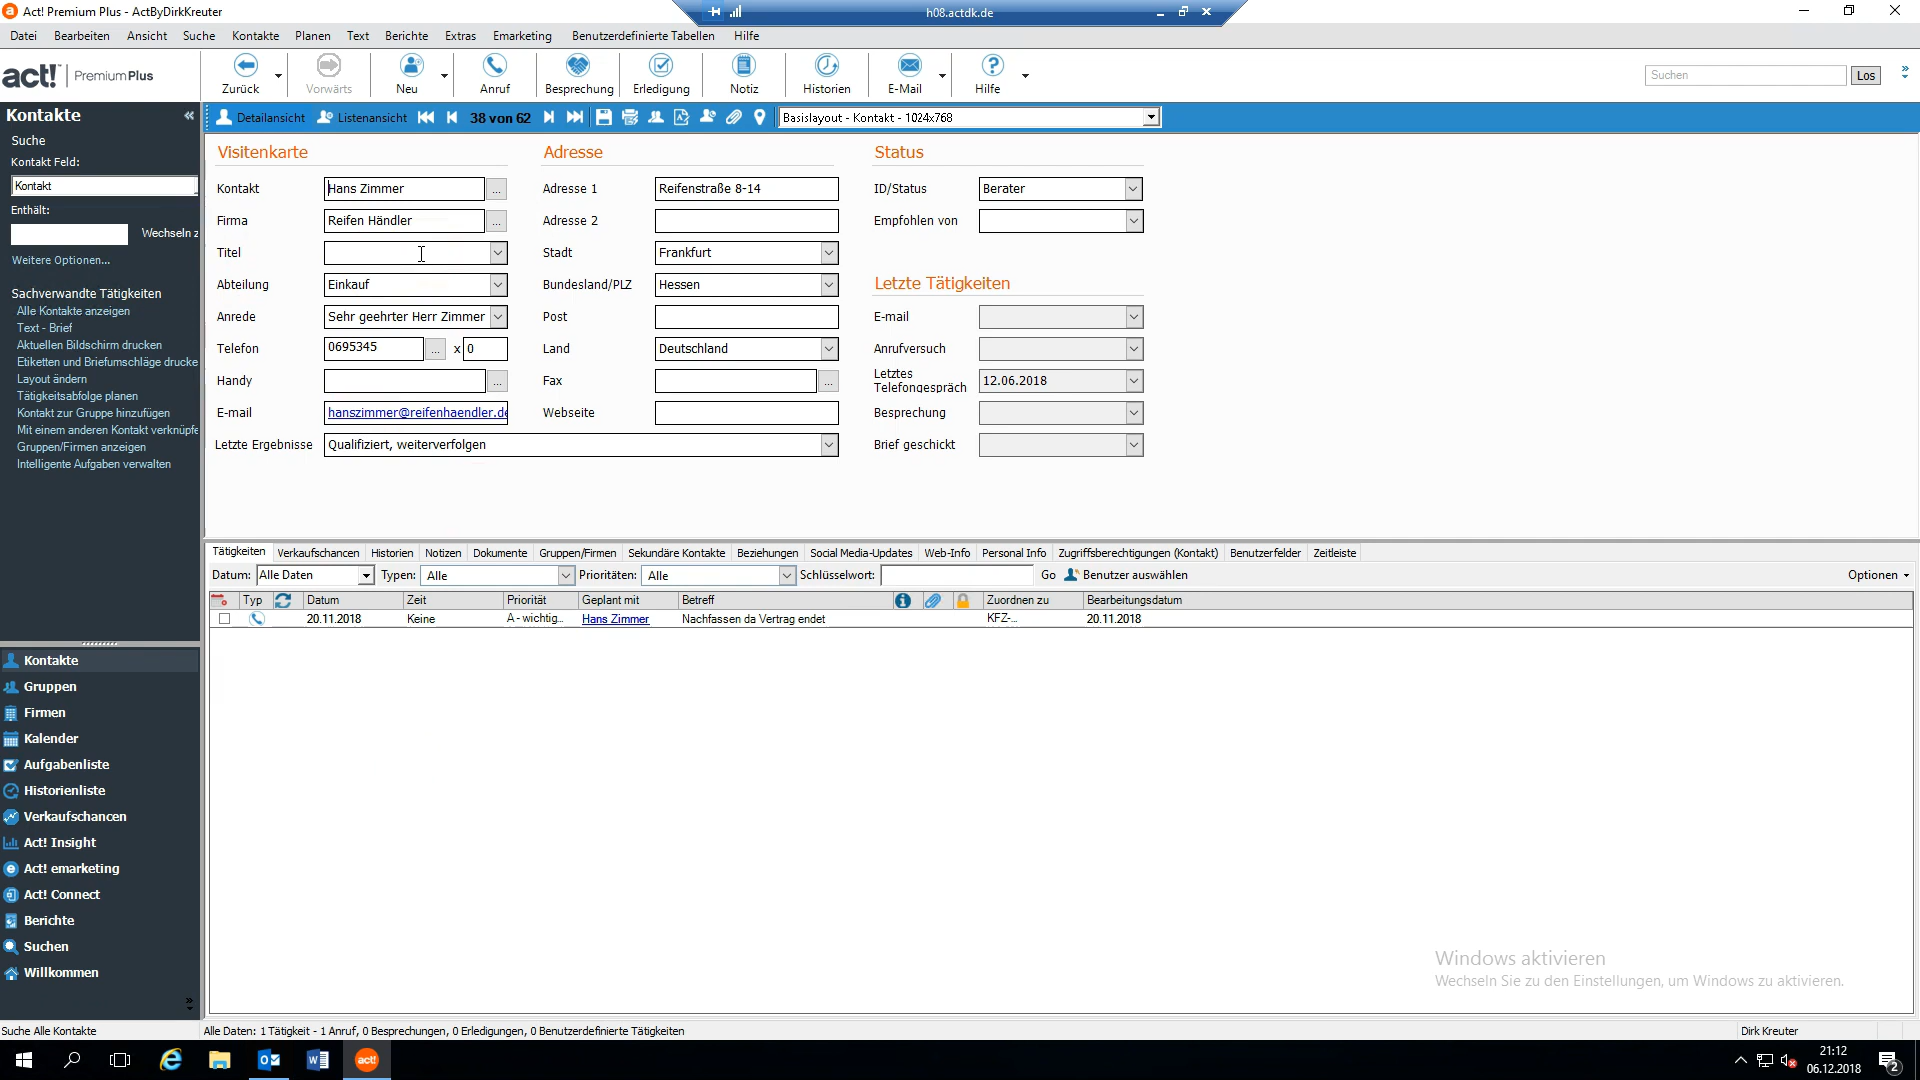 Act! Premium Plus - ActByDirkKreuter
h08.actdk.de
Datei Bearbeiten Ansicht Suche Kontakte Planen Text Berichte Extras Emarketing Benutzerdefinierte Tabellen Hilfe
act! Premium Plus
Zurück Vorwärts Neu Anruf Besprechung Erledigung Notiz Historien E-Mail Hilfe
Suchen Los
Kontakte
Detailansicht Listenansicht 38 von 62 Basislayout - Kontakt - 1024x768
Suche
Kontakt Feld:
Kontakt
Enthält:
Wechseln z
Weitere Optionen...
Sachverwandte Tätigkeiten
Alle Kontakte anzeigen
Text - Brief
Aktuellen Bildschirm drucken
Etiketten und Briefumschläge drucke
Layout ändern
Tätigkeitsabfolge planen
Kontakt zur Gruppe hinzufügen
Mit einem anderen Kontakt verknüpfe
Gruppen/Firmen anzeigen
Intelligente Aufgaben verwalten
Visitenkarte Adresse Status
Kontakt Hans Zimmer ... Adresse 1 Reifenstraße 8-14 ID/Status Berater
Firma Reifen Händler ... Adresse 2 Empfohlen von
Titel Stadt Frankfurt
Abteilung Einkauf Bundesland/PLZ Hessen Letzte Tätigkeiten
Anrede Sehr geehrter Herr Zimmer Post E-mail
Telefon 0695345 ... x 0 Land Deutschland Anrufversuch
Handy ... Fax ... Letztes Telefongespräch 12.06.2018
E-mail hanszimmer@reifenhaendler.de Webseite Besprechung
Letzte Ergebnisse Qualifiziert, weiterverfolgen Brief geschickt
Tätigkeiten Verkaufschancen Historien Notizen Dokumente Gruppen/Firmen Sekundäre Kontakte Beziehungen Social Media-Updates Web-Info Personal Info Zugriffsberechtigungen (Kontakt) Benutzerfelder Zeitleiste
Datum: Alle Daten Typen: Alle Prioritäten: Alle Schlüsselwort: Go Benutzer auswählen Optionen
Typ Datum Zeit Priorität Geplant mit Betreff Zuordnen zu Bearbeitungsdatum
20.11.2018 Keine A - wichtig... Hans Zimmer Nachfassen da Vertrag endet KFZ-... 20.11.2018
Kontakte
Gruppen
Firmen
Kalender
Aufgabenliste
Historienliste
Verkaufschancen
Act! Insight
Act! emarketing
Act! Connect
Berichte
Suchen
Willkommen
Windows aktivieren
Wechseln Sie zu den Einstellungen, um Windows zu aktivieren.
Suche Alle Kontakte Alle Daten: 1 Tätigkeit - 1 Anruf, 0 Besprechungen, 0 Erledigungen, 0 Benutzerdefinierte Tätigkeiten Dirk Kreuter
act!
21:12
06.12.2018
2